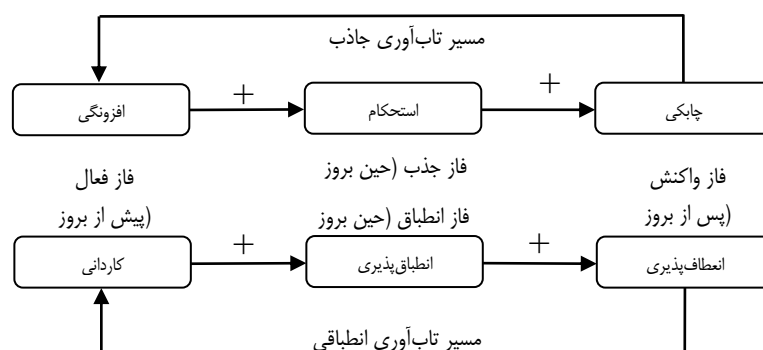 مسیر تاب‌آوری جاذب
+
+
چابکی
استحکام
افزونگی
فاز واکنش
(پس از بروز
فاز جذب (حین بروز
فاز انطباق (حین بروز
فاز فعال
(پیش از بروز
+
+
انعطاف‌پذیری
انطباق‌پذیری
کاردانی
مسیر تاب‌آوری انطباقی